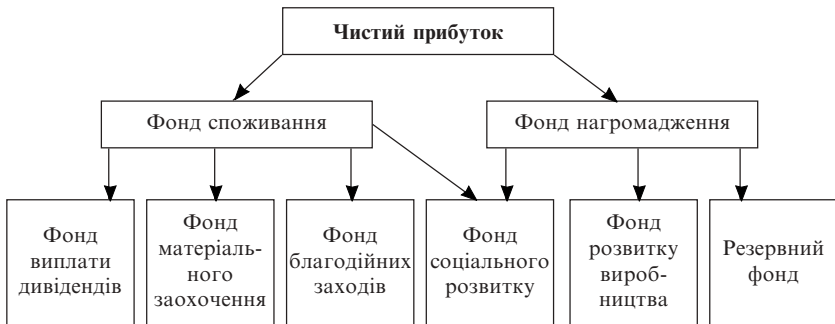 Чистий прибуток
Фонд споживання
Фонд нагромадження
Фонд
виплати
дивідендів
Фонд
матеріаль-
ного
заохочення
Фонд
благодійних
заходів
Фонд
соціального
розвитку
Фонд
розвитку
вироб-
ництва
Резервний
фонд